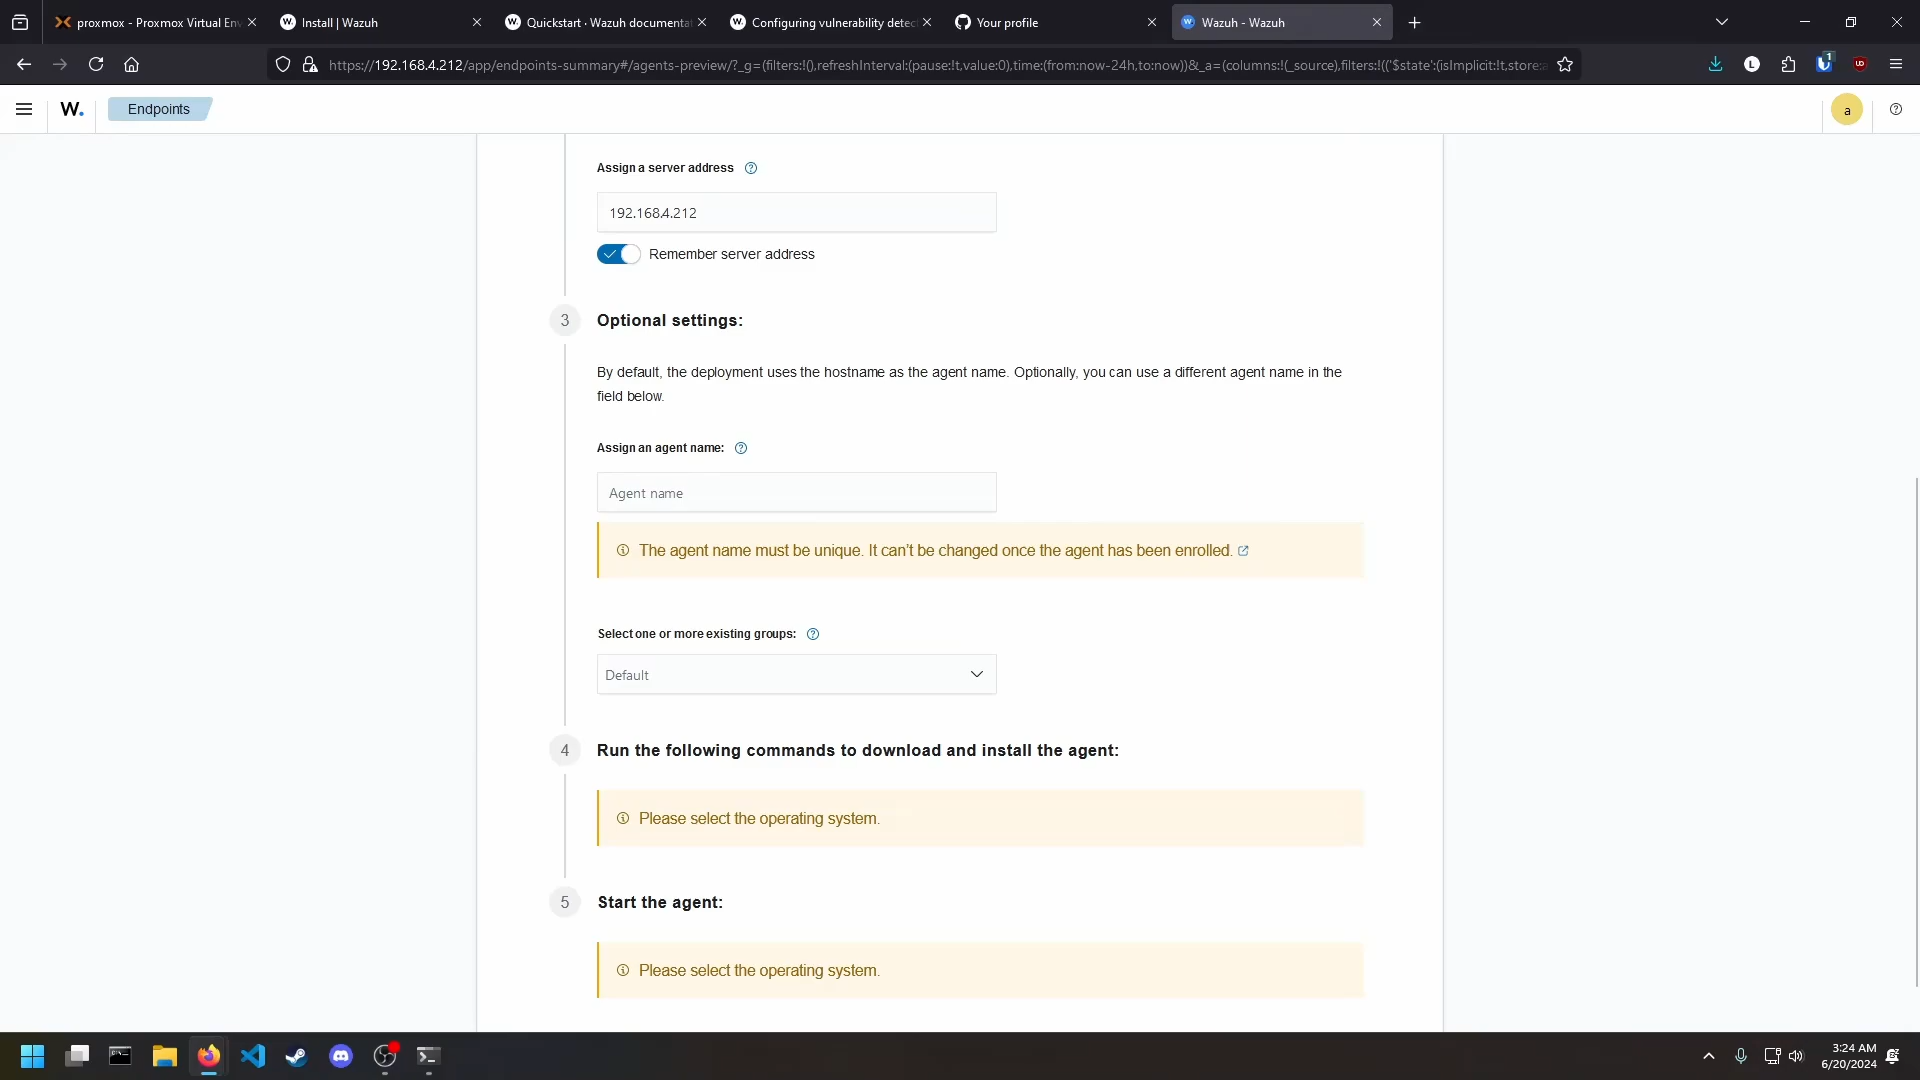 proxmox - Proxmox Virtual Env
Install | Wazuh
Quickstart · Wazuh documentat
Configuring vulnerability detec
Your profile
Wazuh - Wazuh
https://192.168.4.212/app/endpoints-summary#/agents-preview/?_g=(filters:!(),refreshInterval:(pause:!t,value:0),time:(from:now-24h,to:now))&_a=(columns:!(_source),filters:!(('$state':(isImplicit:!t,store:a
L
1
W.
Endpoints
a
Assign a server address
192.168.4.212
Remember server address
3
Optional settings:
By default, the deployment uses the hostname as the agent name. Optionally, you can use a different agent name in the
field below.
Assign an agent name:
Agent name
The agent name must be unique. It can't be changed once the agent has been enrolled.
Select one or more existing groups:
Default
4
Run the following commands to download and install the agent:
Please select the operating system.
5
Start the agent:
Please select the operating system.
3:24 AM
6/20/2024